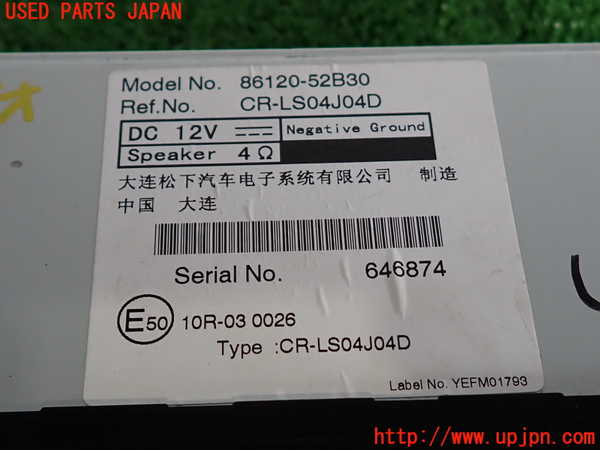 USED PARTS JAPAN
Model No. 86120-52B30
Ref.No. CR-LS04J04D
DC 12V Negative Ground
Speaker 4Ω
大连松下汽车电子系统有限公司 制造
中国 大连
Serial No. 646874
E50 10R-03 0026
Type :CR-LS04J04D
Label No. YEFM01793
http://www.upjpn.com